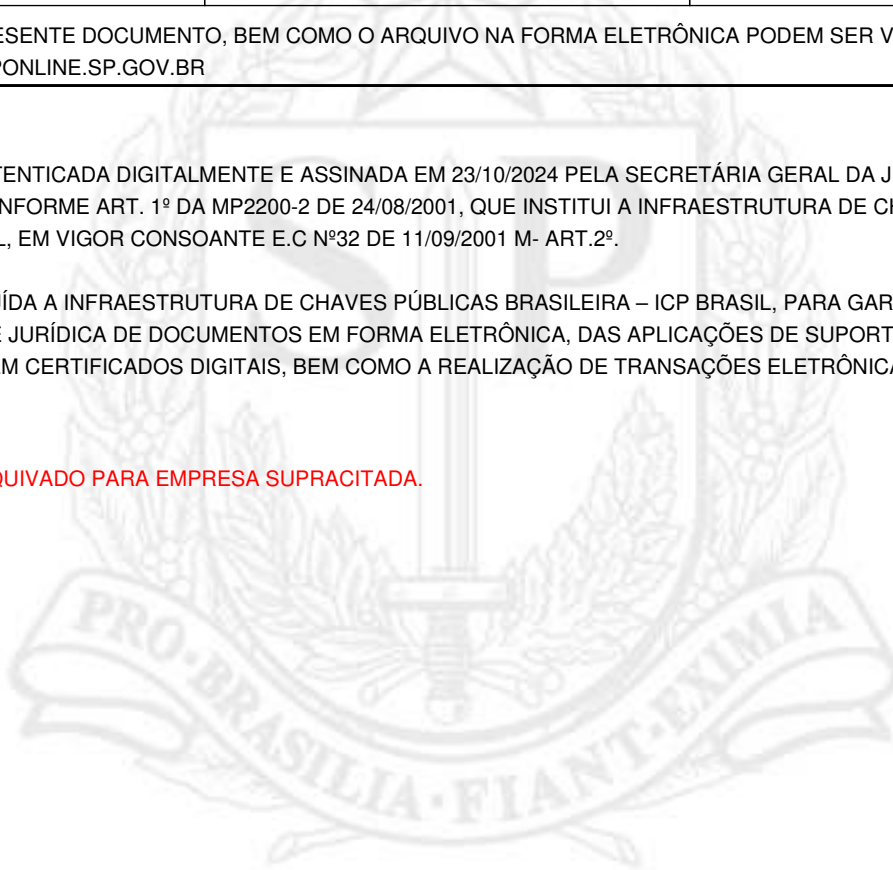 ESENTE DOCUMENTO, BEM COMO O ARQUIVO NA FORMA ELETRÔNICA PODEM SER V
PONLINE.SP.GOV.BR
TENTICADA DIGITALMENTE E ASSINADA EM 23/10/2024 PELA SECRETÁRIA GERAL DA J
NFORME ART. 1º DA MP2200-2 DE 24/08/2001, QUE INSTITUI A INFRAESTRUTURA DE CH
L, EM VIGOR CONSOANTE E.C Nº32 DE 11/09/2001 M- ART.2º.
UÍDA A INFRAESTRUTURA DE CHAVES PÚBLICAS BRASILEIRA – ICP BRASIL, PARA GAR
E JURÍDICA DE DOCUMENTOS EM FORMA ELETRÔNICA, DAS APLICAÇÕES DE SUPORT
EM CERTIFICADOS DIGITAIS, BEM COMO A REALIZAÇÃO DE TRANSAÇÕES ELETRÔNICA
QUIVADO PARA EMPRESA SUPRACITADA.
SP
PRO·BRASILIA·FIANT·EXIMIA